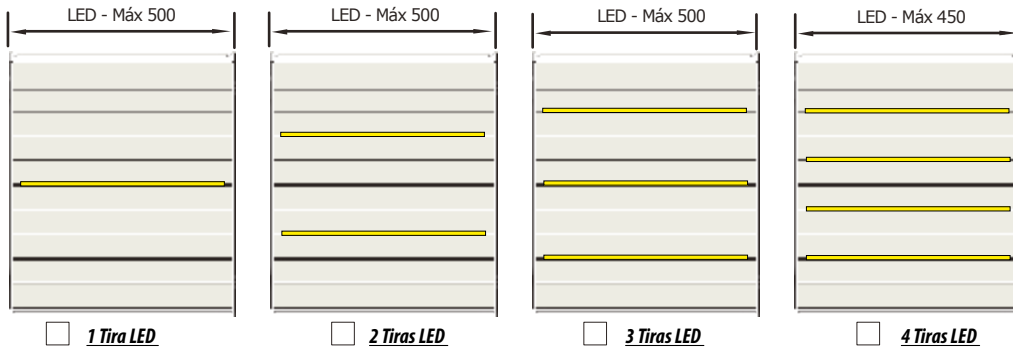 LED - Máx 500
LED - Máx 500
LED - Máx 500
LED - Máx 450
1 Tira LED
2 Tiras LED
3 Tiras LED
4 Tiras LED